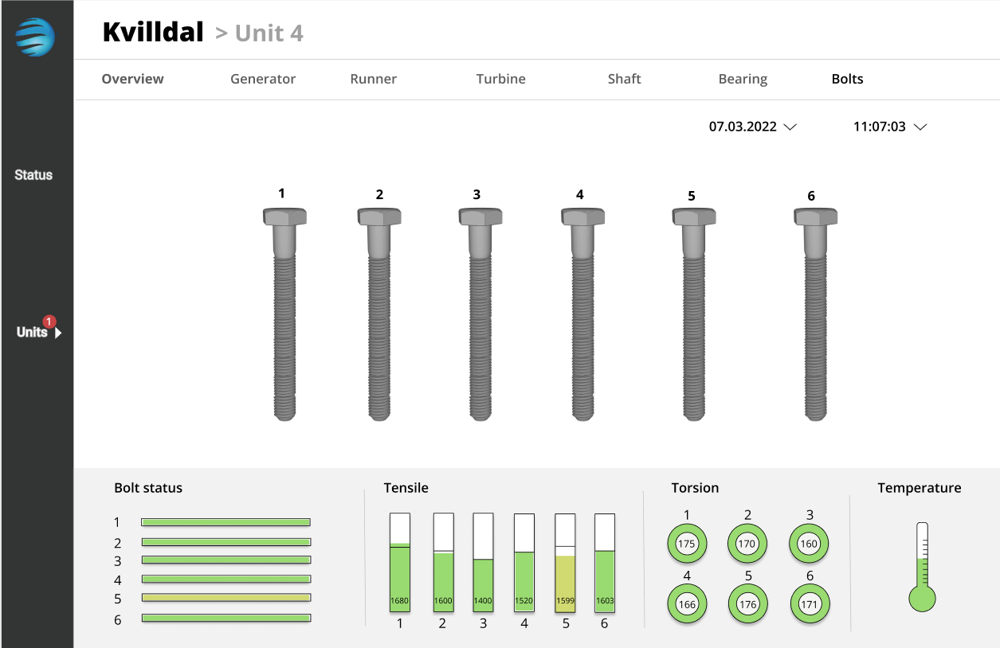 Kvilldal > Unit 4
Overview Generator Runner Turbine Shaft Bearing Bolts
07.03.2022 11:07:03
Status
1 2 3 4 5 6
1
Units
Bolt status
1
2
3
4
5
6
Tensile
1680 1600 1400 1520 1599 1603
1 2 3 4 5 6
Torsion
1 2 3
175 170 160
4 5 6
166 176 171
Temperature